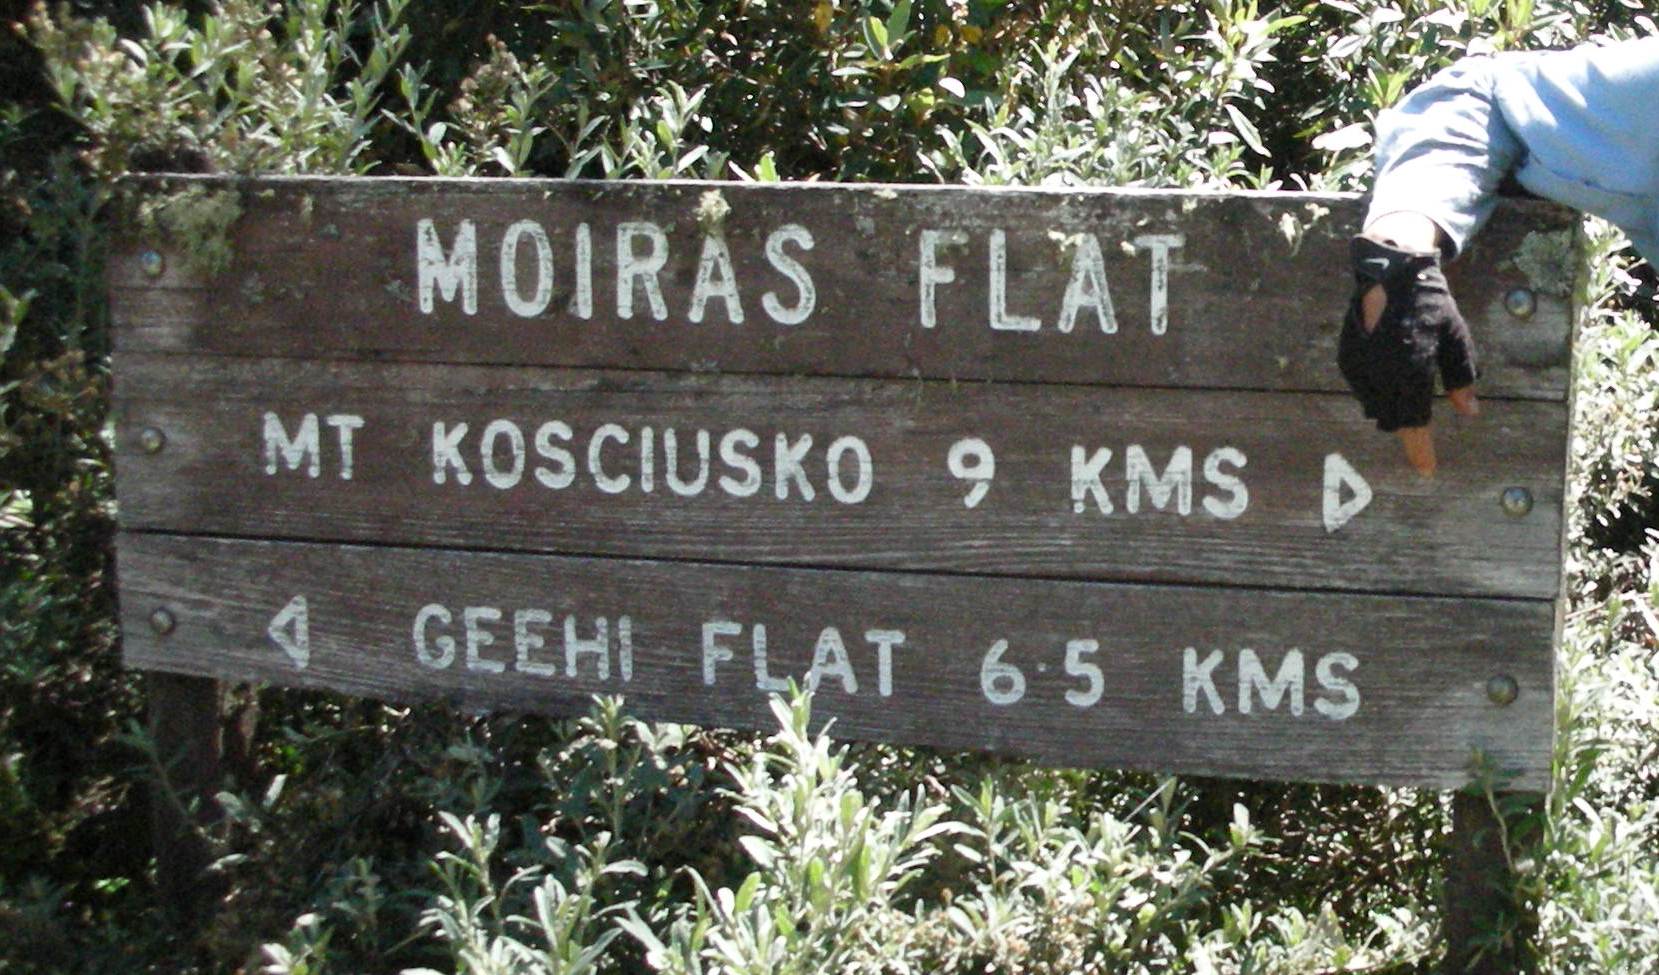 MOIRAS FLAT
MT KOSCIUSKO 9 KMS
GEEHI FLAT 6·5 KMS